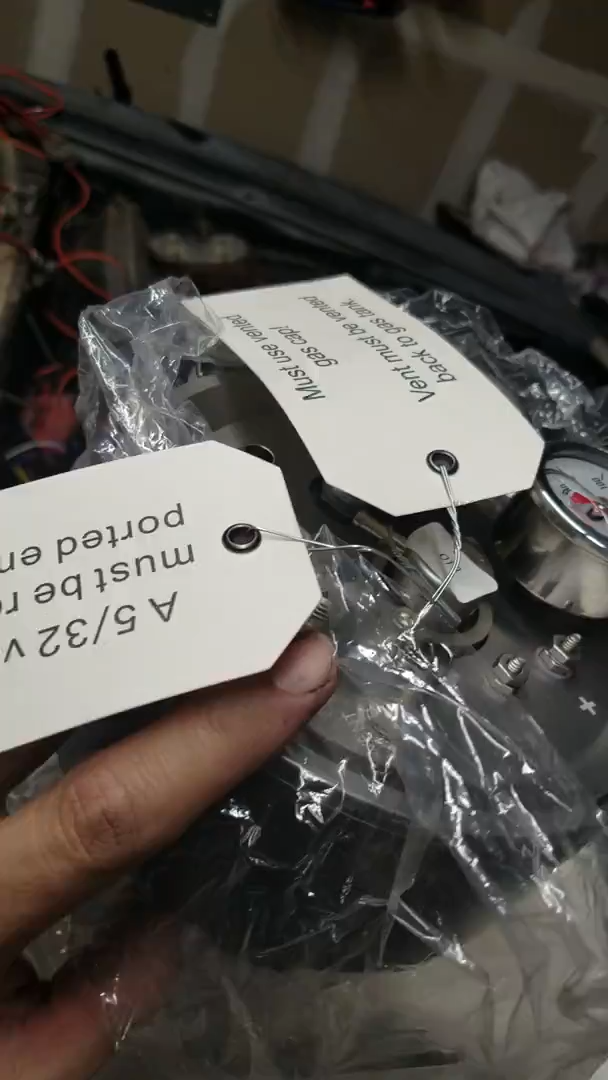 Must use vented
gas cap!
Vent must be vented
back to gas tank
A 5/32 v
must be r
ported en
100
+